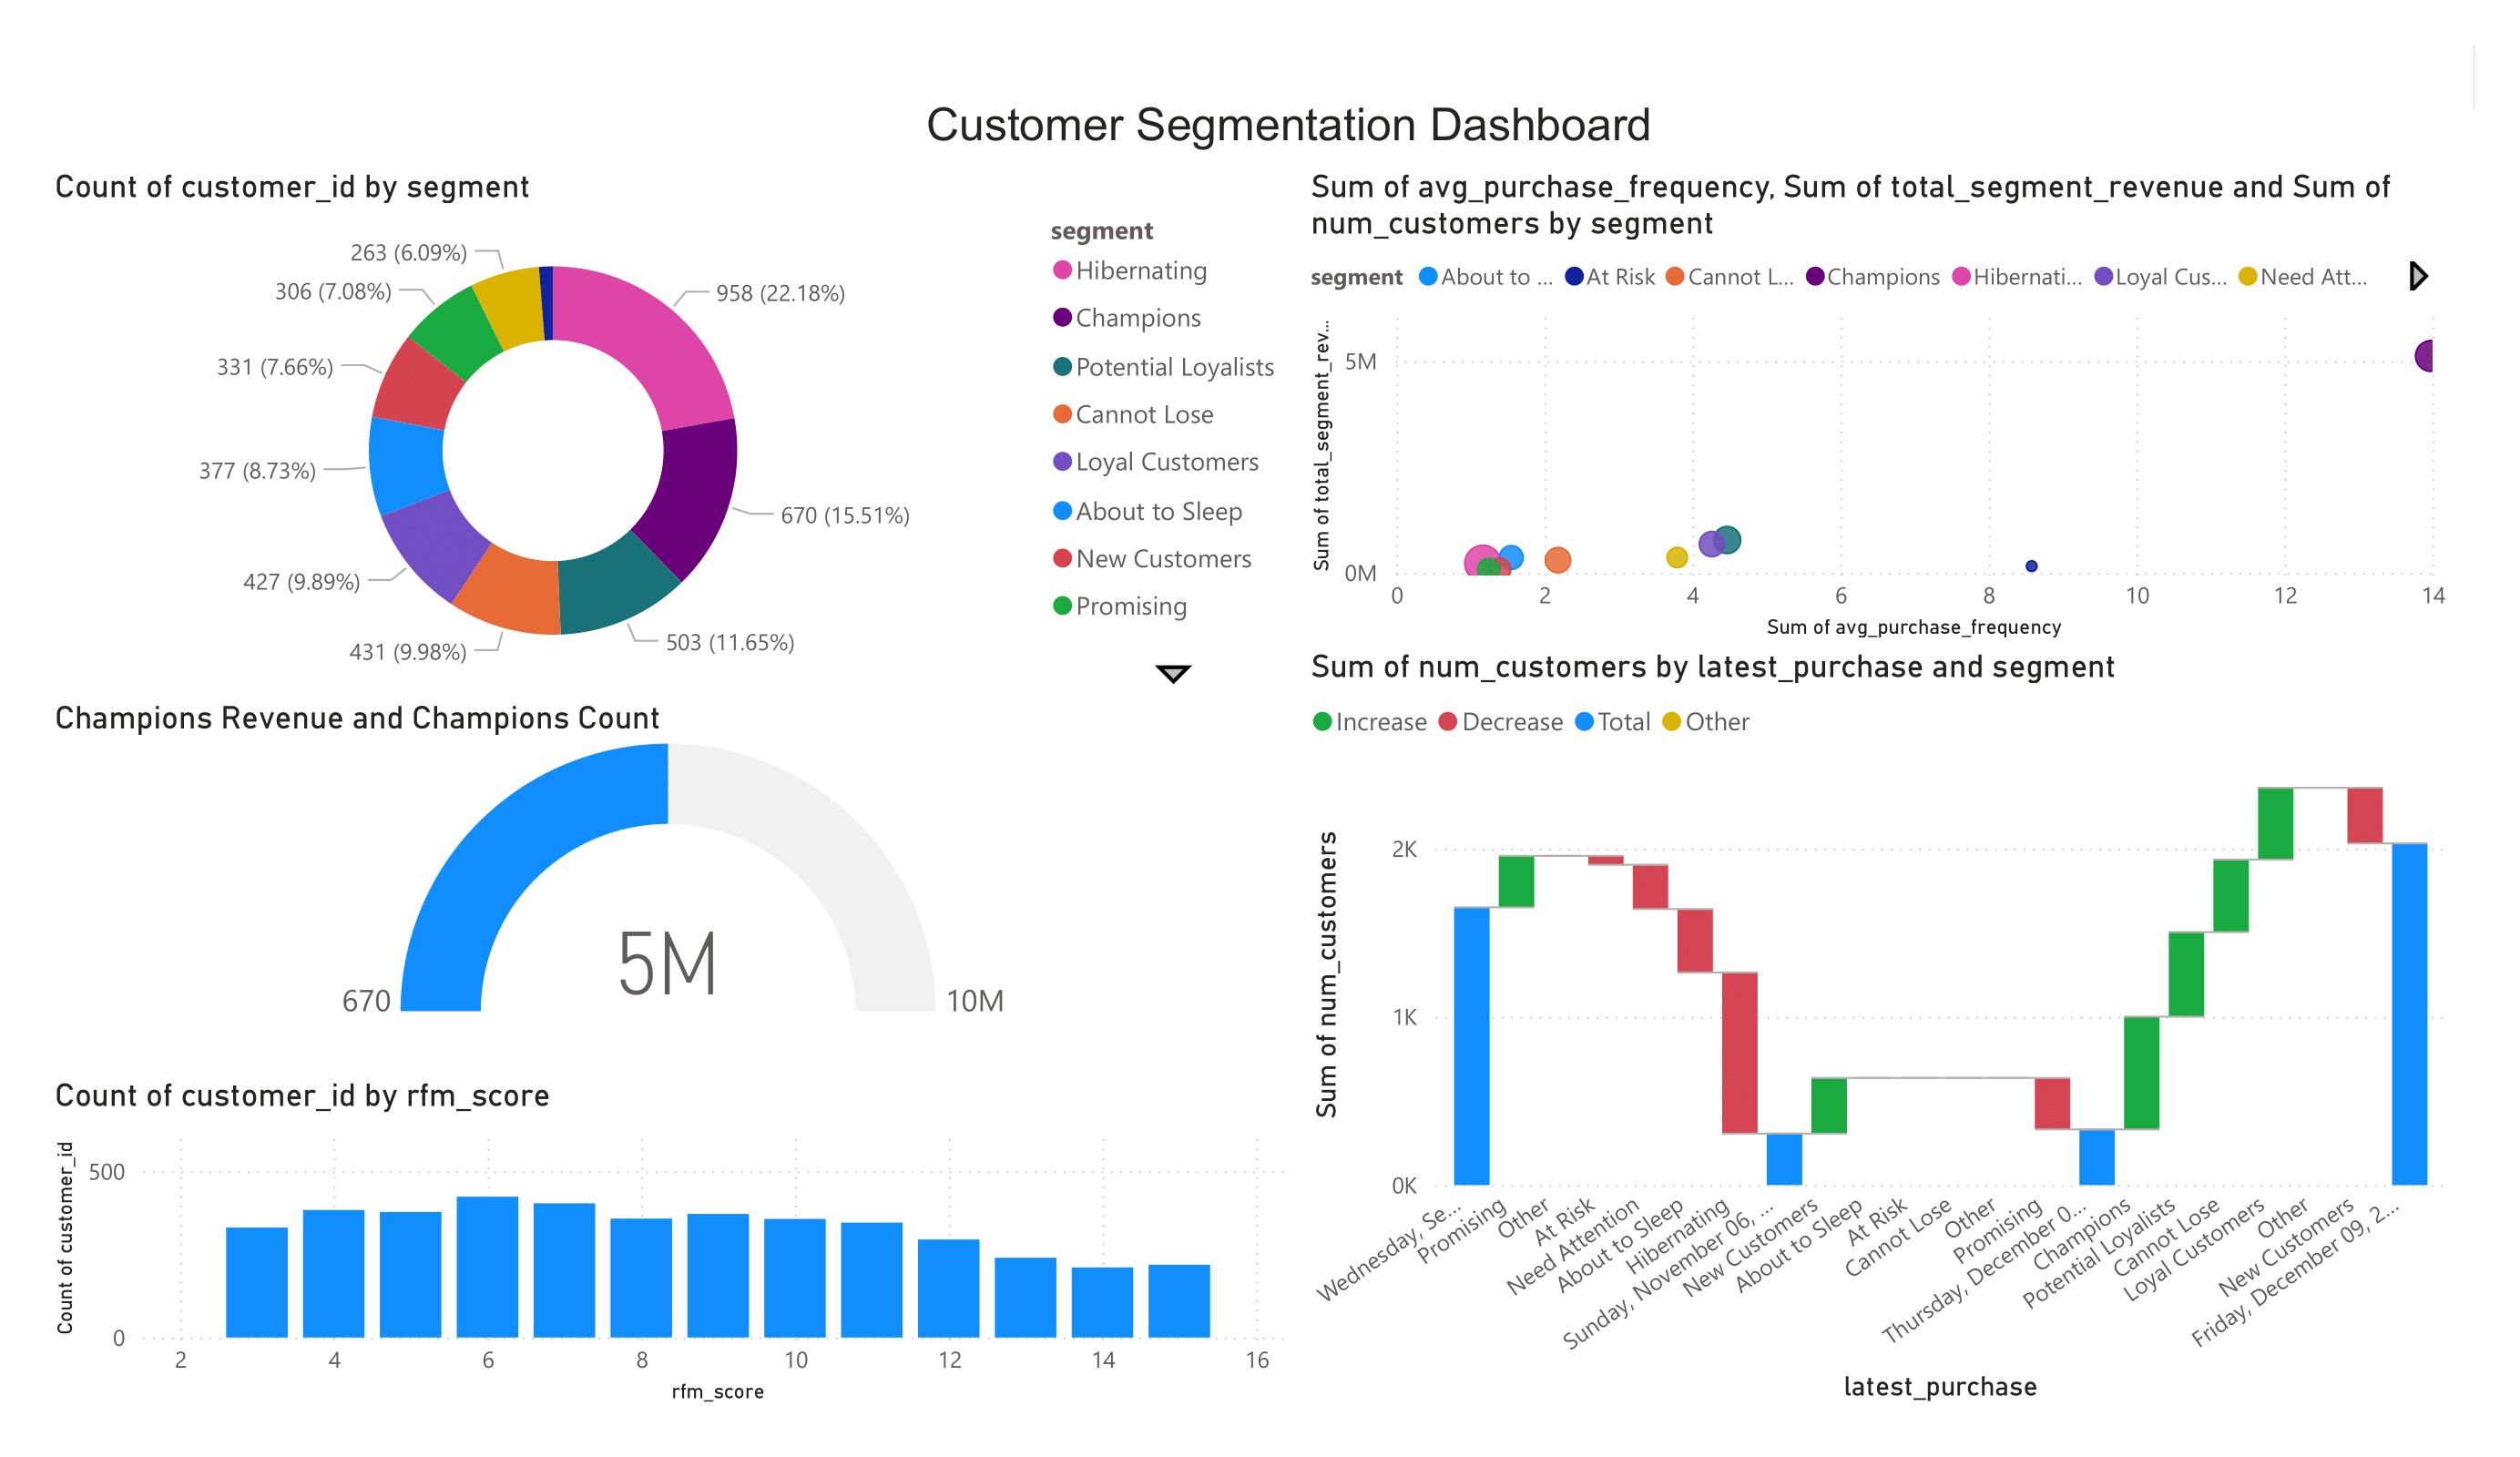 Customer Segmentation Dashboard
Count of customer_id by segment
263 (6.09%)
306 (7.08%)
331 (7.66%)
377 (8.73%)
427 (9.89%)
431 (9.98%)
503 (11.65%)
670 (15.51%)
958 (22.18%)
segment
Hibernating
Champions
Potential Loyalists
Cannot Lose
Loyal Customers
About to Sleep
New Customers
Promising
Sum of avg_purchase_frequency, Sum of total_segment_revenue and Sum of
num_customers by segment
segment About to ... At Risk Cannot L... Champions Hibernati... Loyal Cus... Need Att...
Sum of total_segment_rev...
5M
0M
0 2 4 6 8 10 12 14
Sum of avg_purchase_frequency
Champions Revenue and Champions Count
5M
670
10M
Sum of num_customers by latest_purchase and segment
Increase Decrease Total Other
Sum of num_customers
2K
1K
0K
Wednesday, Se...
Promising
Other
At Risk
Need Attention
About to Sleep
Hibernating
Sunday, November 06, ...
New Customers
About to Sleep
At Risk
Cannot Lose
Other
Promising
Thursday, December 0...
Champions
Potential Loyalists
Cannot Lose
Loyal Customers
Other
New Customers
Friday, December 09, 2...
latest_purchase
Count of customer_id by rfm_score
Count of customer_id
500
0
2 4 6 8 10 12 14 16
rfm_score